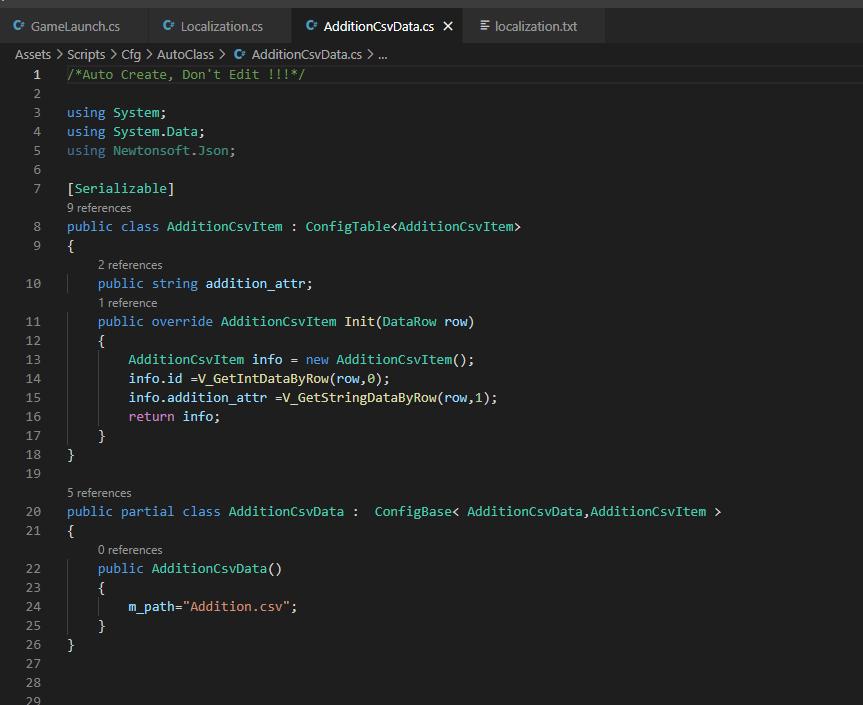 GameLaunch.cs Localization.cs AdditionCsvData.cs localization.txt
Assets > Scripts > Cfg > AutoClass > AdditionCsvData.cs > ...
1 /*Auto Create, Don't Edit !!!*/
2
3 using System;
4 using System.Data;
5 using Newtonsoft.Json;
6
7 [Serializable]
9 references
8 public class AdditionCsvItem : ConfigTable<AdditionCsvItem>
9 {
2 references
10 public string addition_attr;
1 reference
11 public override AdditionCsvItem Init(DataRow row)
12 {
13 AdditionCsvItem info = new AdditionCsvItem();
14 info.id =V_GetIntDataByRow(row,0);
15 info.addition_attr =V_GetStringDataByRow(row,1);
16 return info;
17 }
18 }
19
5 references
20 public partial class AdditionCsvData :  ConfigBase< AdditionCsvData,AdditionCsvItem >
21 {
0 references
22 public AdditionCsvData()
23 {
24 m_path="Addition.csv";
25 }
26 }
27
28
29